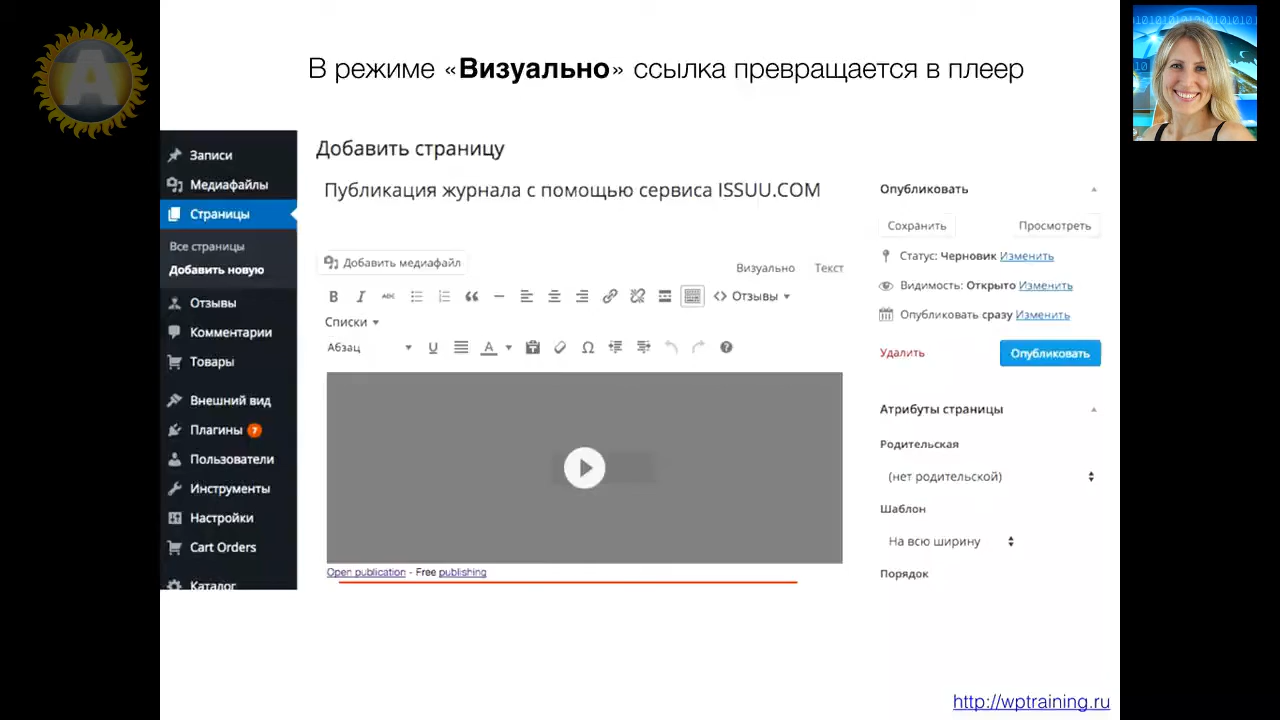 В режиме «Визуально» ссылка превращается в плеер
A
Записи
Медиафайлы
Страницы
Все страницы
Добавить новую
Отзывы
Комментарии
Товары
Внешний вид
Плагины 7
Пользователи
Инструменты
Настройки
Cart Orders
Каталог
Добавить страницу
Публикация журнала с помощью сервиса ISSUU.COM
Добавить медиафайл
Визуально Текст
B I ABC Отзывы
Списки
Абзац U A Ω
Open publication - Free publishing
Опубликовать
Сохранить Просмотреть
Статус: Черновик Изменить
Видимость: Открыто Изменить
Опубликовать сразу Изменить
Удалить Опубликовать
Атрибуты страницы
Родительская
(нет родительской)
Шаблон
На всю ширину
Порядок
http://wptraining.ru